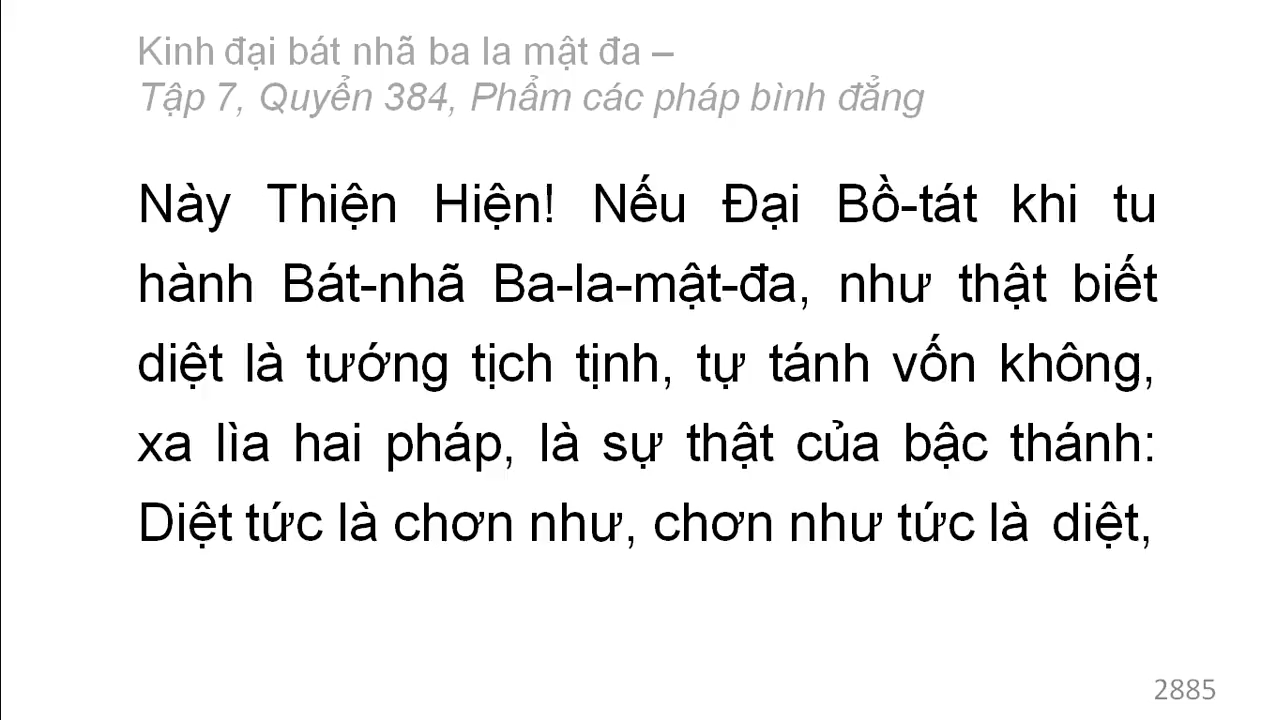 Kinh đại bát nhã ba la mật đa –
Tập 7, Quyển 384, Phẩm các pháp bình đẳng
Này Thiện Hiện! Nếu Đại Bồ-tát khi tu
hành Bát-nhã Ba-la-mật-đa, như thật biết
diệt là tướng tịch tịnh, tự tánh vốn không,
xa lìa hai pháp, là sự thật của bậc thánh:
Diệt tức là chơn như, chơn như tức là diệt,
2885